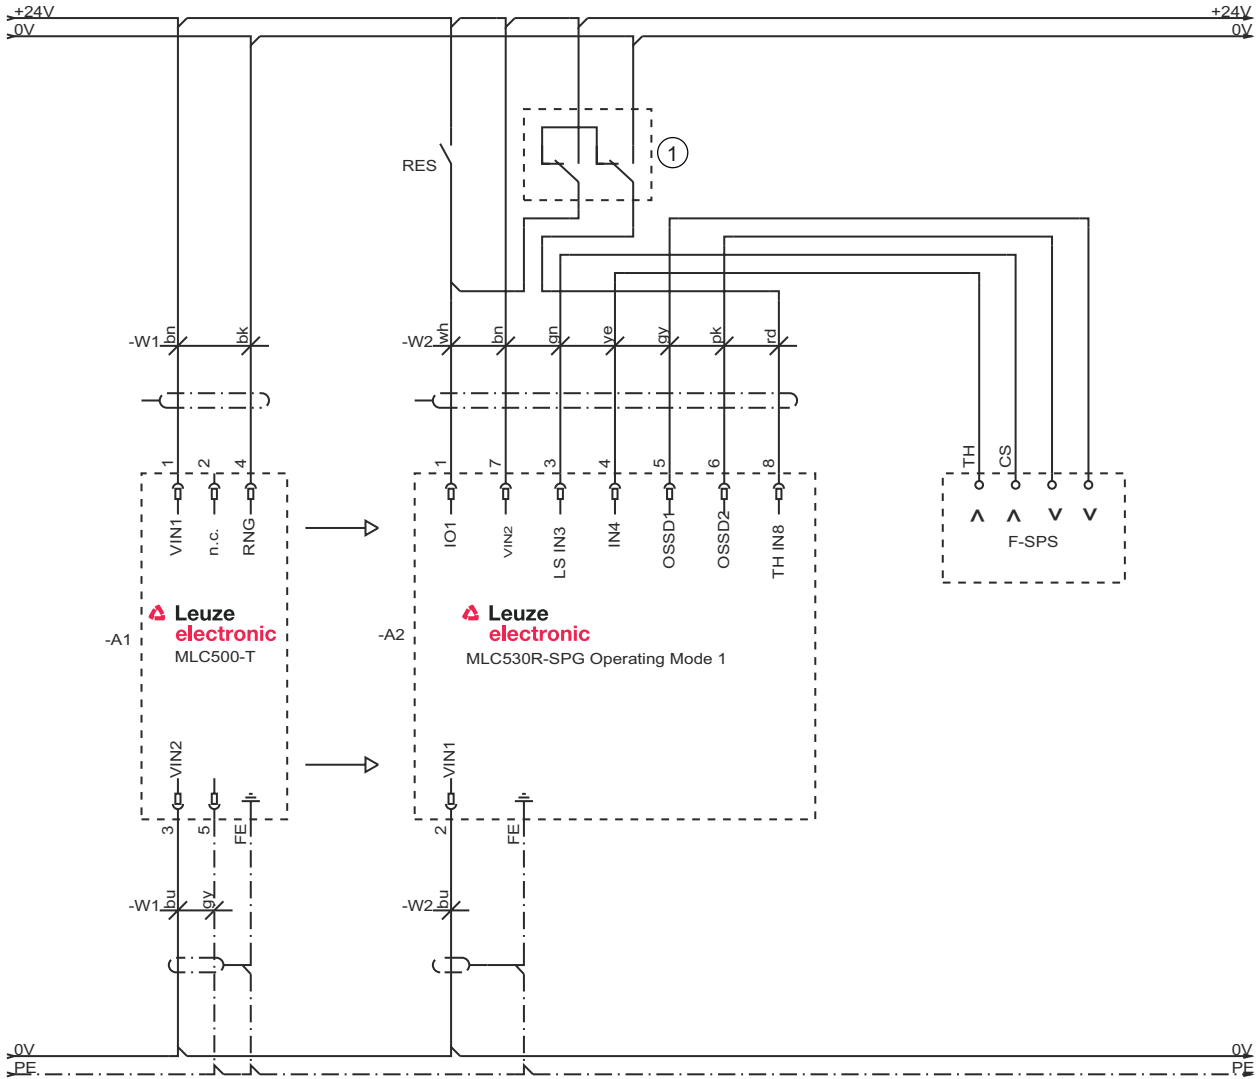 +24V
+24V
0V
0V
RES
1
-W1
bn
bk
-W2
wh
bn
gn
ye
gy
pk
rd
1
2
4
1
7
3
4
5
6
8
TH
CS
VIN1
n.c.
RNG
IO1
VIN2
LS IN3
IN4
OSSD1
OSSD2
TH IN8
F-SPS
-A1
Leuze
electronic
MLC500-T
-A2
Leuze
electronic
MLC530R-SPG Operating Mode 1
VIN2
VIN1
3
5
FE
2
FE
-W1
bu
gy
-W2
bu
0V
0V
PE
PE